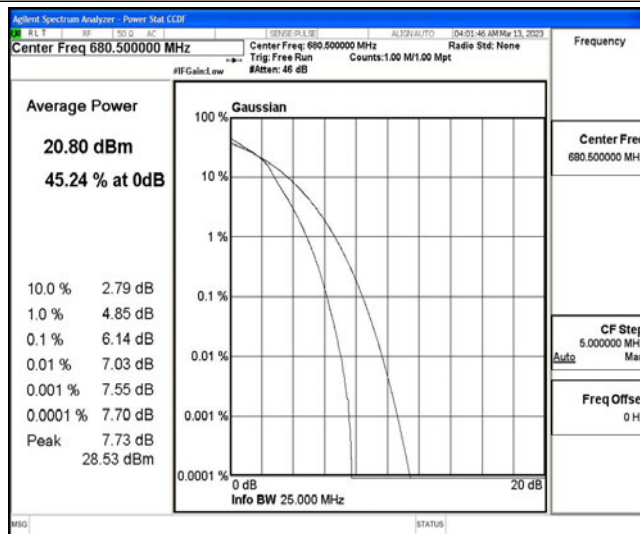 Agilent Spectrum Analyzer - Power Stat CCDF
RLT RF 50 Ω AC SENSE:PULSE ALIGN AUTO 04:01:46 AM Mar 13, 2023
Center Freq 680.500000 MHz
Center Freq: 680.500000 MHz Radio Std: None
Trig: Free Run Counts:1.00 M/1.00 Mpt
#IFGain:Low #Atten: 46 dB
Frequency
Average Power
20.80 dBm
45.24 % at 0dB
10.0 % 2.79 dB
1.0 % 4.85 dB
0.1 % 6.14 dB
0.01 % 7.03 dB
0.001 % 7.55 dB
0.0001 % 7.70 dB
Peak 7.73 dB
28.53 dBm
Gaussian
100 %
10 %
1 %
0.1 %
0.01 %
0.001 %
0.0001 %
0 dB 20 dB
Info BW 25.000 MHz
Center Fre
680.500000 MH
CF Step
5.000000 MH
Auto Ma
Freq Offse
0 H
MSG STATUS